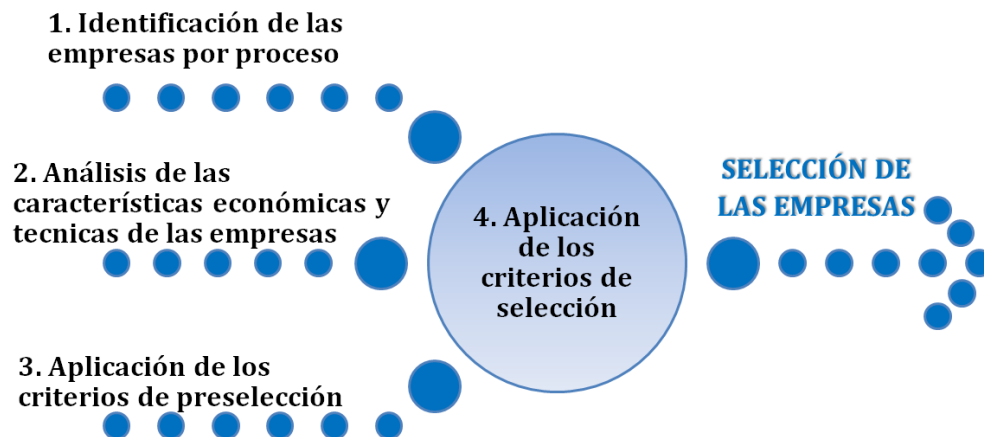 1. Identificación de las
empresas por proceso
2. Análisis de las
características económicas y
tecnicas de las empresas
3. Aplicación de los
criterios de preselección
4. Aplicación
de los
criterios de
selección
SELECCIÓN DE
LAS EMPRESAS